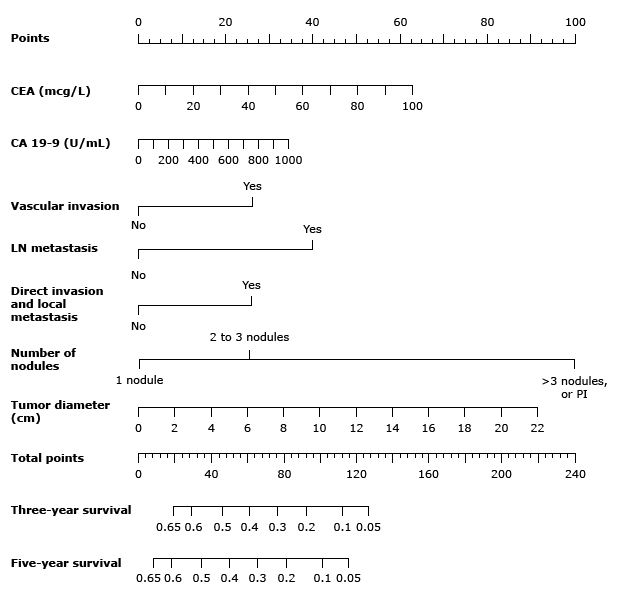 0 20 40 60 80 100
Points
CEA (mcg/L)
0 20 40 60 80 100
CA 19-9 (U/mL)
0 200 400 600 800 1000
Yes
Vascular invasion
No
Yes
LN metastasis
No
Yes
Direct invasion
and local
metastasis
No
2 to 3 nodules
Number of
nodules
1 nodule
>3 nodules,
or PI
Tumor diameter
(cm)
0 2 4 6 8 10 12 14 16 18 20 22
Total points
0 40 80 120 160 200 240
Three-year survival
0.65 0.6 0.5 0.4 0.3 0.2 0.1 0.05
Five-year survival
0.65 0.6 0.5 0.4 0.3 0.2 0.1 0.05